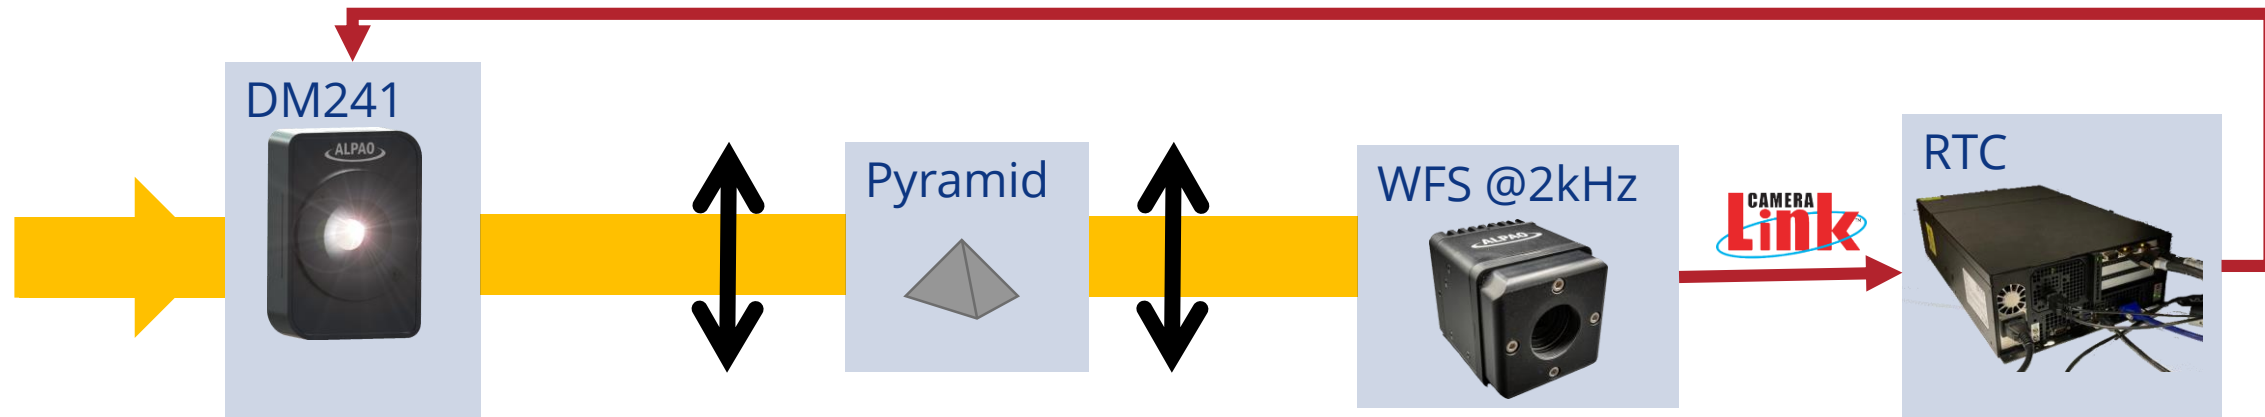 DM241
ALPAO
Pyramid
WFS @2kHz
ALPAO
CAMERA
Link
RTC